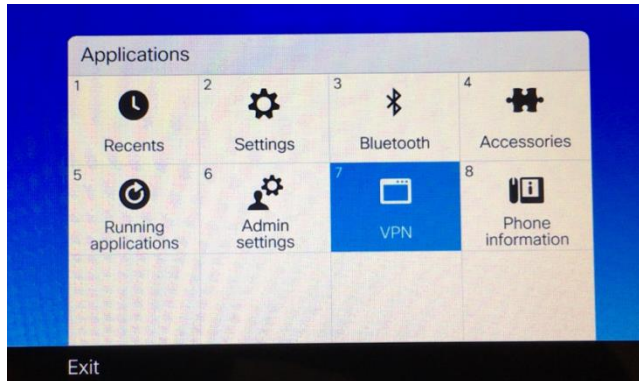 Applications
1
Recents
2
Settings
3
Bluetooth
4
Accessories
5
Running
applications
6
Admin
settings
7
VPN
8
Phone
information
Exit